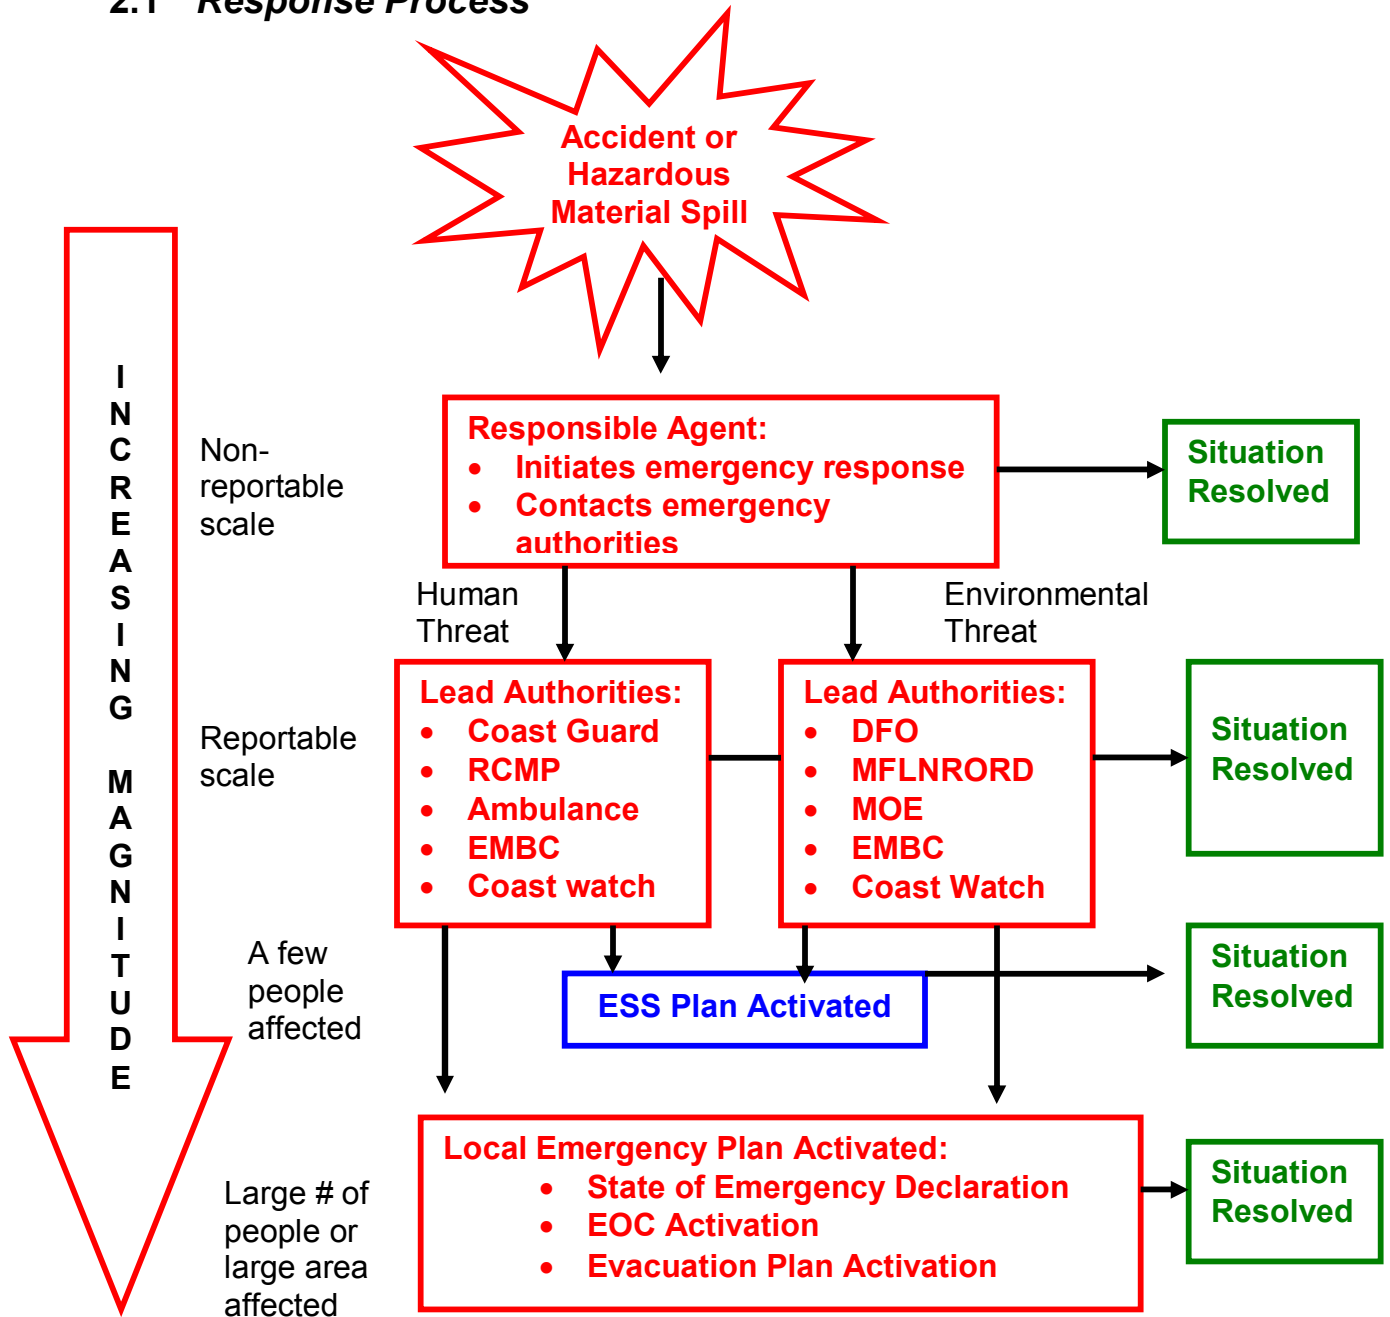 2.1 Response Process
Accident or
Hazardous
Material Spill
INCREASING MAGNITUDE
Non-
reportable
scale
Responsible Agent:
• Initiates emergency response
• Contacts emergency
authorities
Situation
Resolved
Human
Threat
Environmental
Threat
Reportable
scale
Lead Authorities:
• Coast Guard
• RCMP
• Ambulance
• EMBC
• Coast watch
Lead Authorities:
• DFO
• MFLNRORD
• MOE
• EMBC
• Coast Watch
Situation
Resolved
A few
people
affected
ESS Plan Activated
Situation
Resolved
Large # of
people or
large area
affected
Local Emergency Plan Activated:
• State of Emergency Declaration
• EOC Activation
• Evacuation Plan Activation
Situation
Resolved